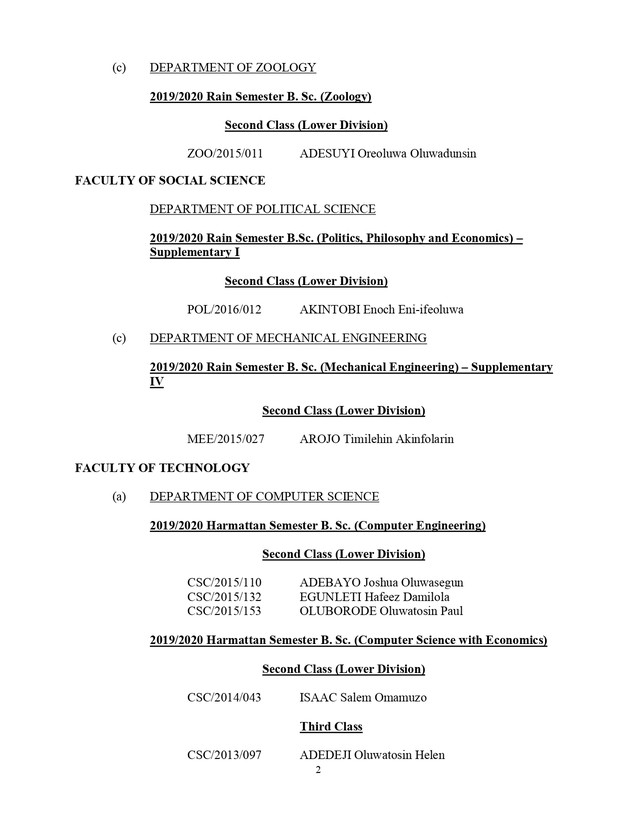 (c) DEPARTMENT OF ZOOLOGY
2019/2020 Rain Semester B. Sc. (Zoology)
Second Class (Lower Division)
ZOO/2015/011 ADESUYI Oreoluwa Oluwadunsin
FACULTY OF SOCIAL SCIENCE
DEPARTMENT OF POLITICAL SCIENCE
2019/2020 Rain Semester B.Sc. (Politics, Philosophy and Economics) –
Supplementary I
Second Class (Lower Division)
POL/2016/012 AKINTOBI Enoch Eni-ifeoluwa
(c) DEPARTMENT OF MECHANICAL ENGINEERING
2019/2020 Rain Semester B. Sc. (Mechanical Engineering) – Supplementary
IV
Second Class (Lower Division)
MEE/2015/027 AROJO Timilehin Akinfolarin
FACULTY OF TECHNOLOGY
(a) DEPARTMENT OF COMPUTER SCIENCE
2019/2020 Harmattan Semester B. Sc. (Computer Engineering)
Second Class (Lower Division)
CSC/2015/110 ADEBAYO Joshua Oluwasegun
CSC/2015/132 EGUNLETI Hafeez Damilola
CSC/2015/153 OLUBORODE Oluwatosin Paul
2019/2020 Harmattan Semester B. Sc. (Computer Science with Economics)
Second Class (Lower Division)
CSC/2014/043 ISAAC Salem Omamuzo
Third Class
CSC/2013/097 ADEDEJI Oluwatosin Helen
2